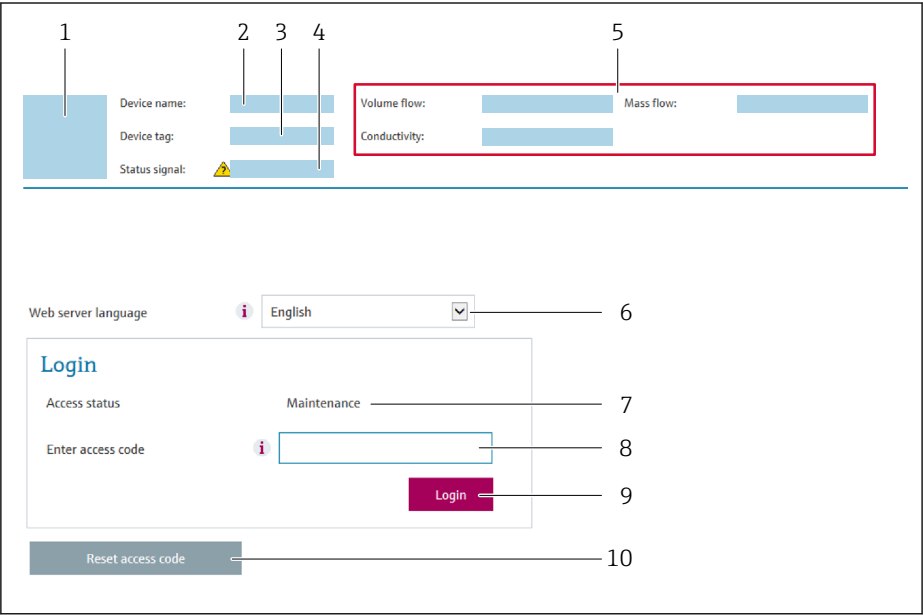 1 2 3 4 5
Device name: Volume flow: Mass flow:
Device tag: Conductivity:
Status signal: ?
Web server language i English 6
Login
Access status Maintenance 7
Enter access code i 8
Login 9
Reset access code 10